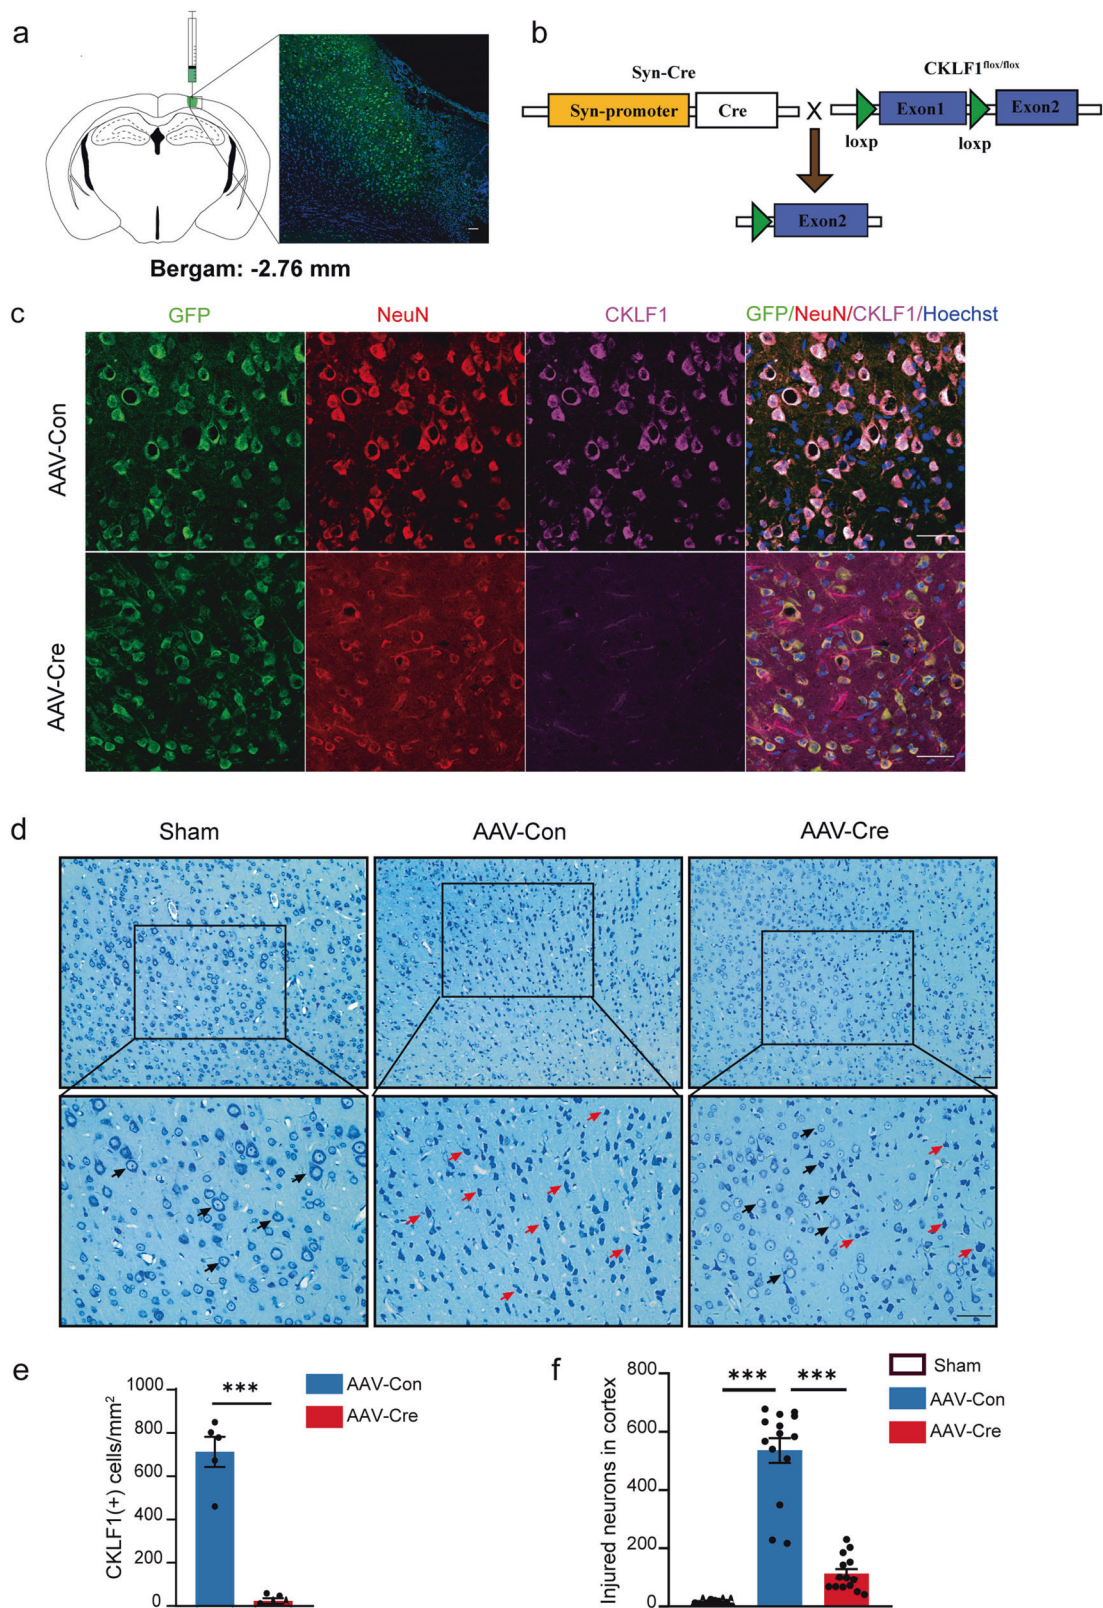 a
Bergam: -2.76 mm
b
Syn-Cre
CKLF1flox/flox
Syn-promoter
Cre
X
Exon1
Exon2
loxp
loxp
Exon2
c
GFP
NeuN
CKLF1
GFP/NeuN/CKLF1/Hoechst
AAV-Con
AAV-Cre
d
Sham
AAV-Con
AAV-Cre
e
CKLF1(+) cells/mm2
1000
800
600
400
200
0
***
AAV-Con
AAV-Cre
f
Injured neurons in cortex
800
600
400
200
0
***
***
Sham
AAV-Con
AAV-Cre